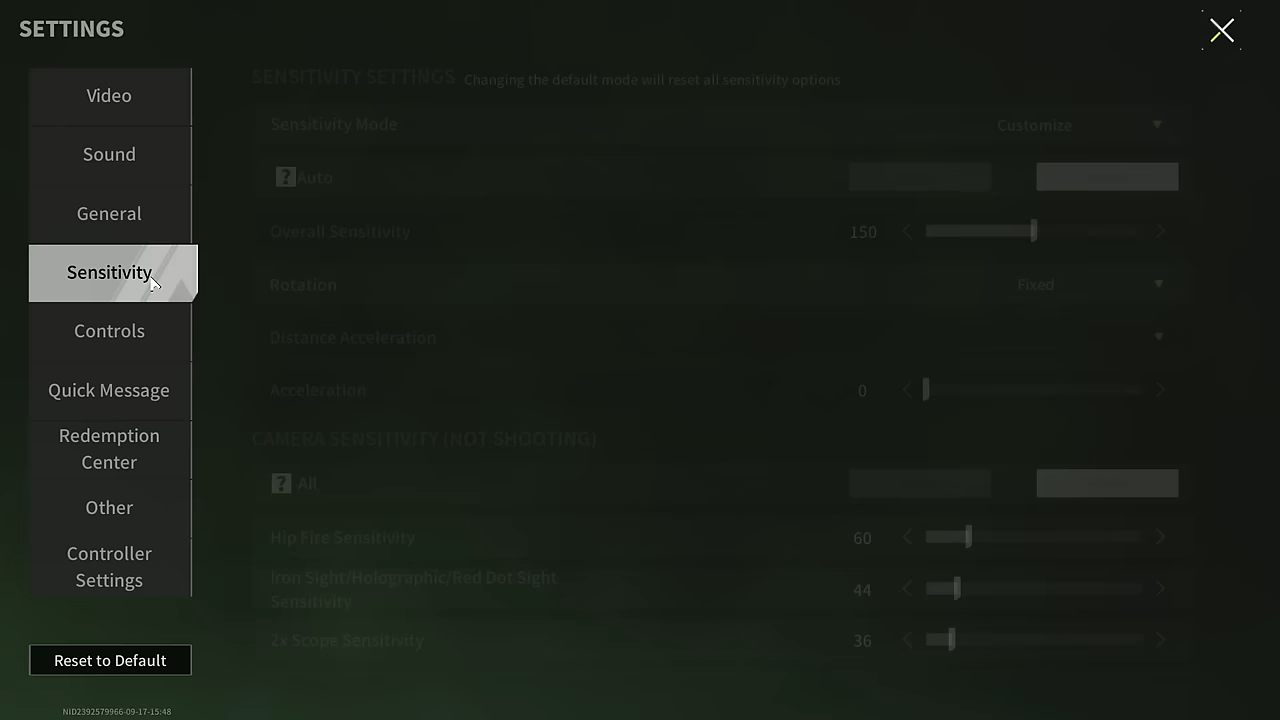 SETTINGS
Video
Sound
General
Sensitivity
Controls
Quick Message
Redemption
Center
Other
Controller
Settings
Reset to Default
NID2392579966-09-17-15:48
SENSITIVITY SETTINGS Changing the default mode will reset all sensitivity options
Sensitivity Mode Customize
? Auto
Overall Sensitivity 150
Rotation Fixed
Distance Acceleration
Acceleration 0
CAMERA SENSITIVITY (NOT SHOOTING)
? All
Hip Fire Sensitivity 60
Iron Sight/Holographic/Red Dot Sight
Sensitivity 44
2x Scope Sensitivity 36